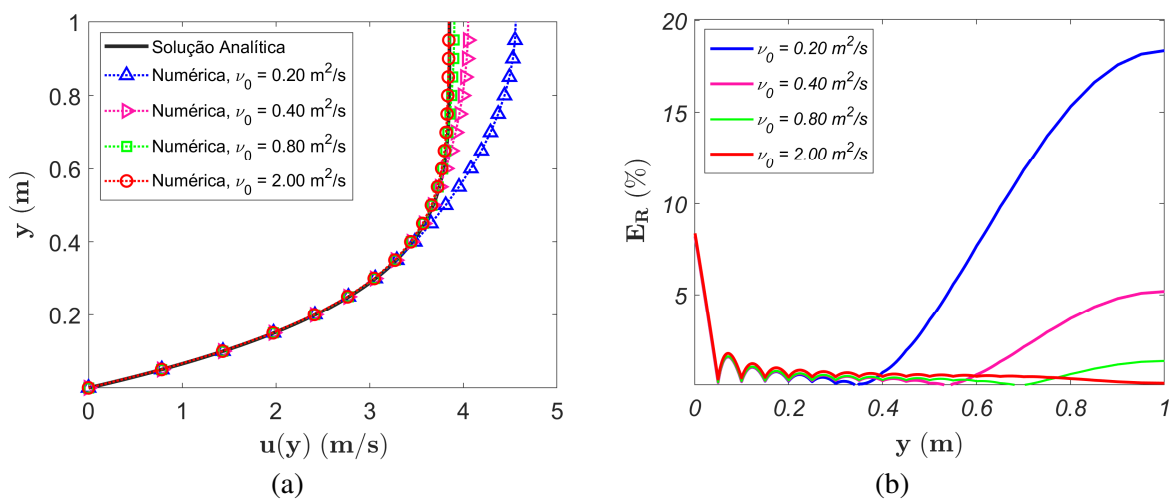 1
0.8
0.6
0.4
0.2
y (m)
Solução Analítica
Numérica, ν0 = 0.20 m²/s
Numérica, ν0 = 0.40 m²/s
Numérica, ν0 = 0.80 m²/s
Numérica, ν0 = 2.00 m²/s
0 1 2 3 4 5
u(y) (m/s)
(a)
20
15
10
5
E_R (%)
ν0 = 0.20 m²/s
ν0 = 0.40 m²/s
ν0 = 0.80 m²/s
ν0 = 2.00 m²/s
0 0.2 0.4 0.6 0.8 1
y (m)
(b)